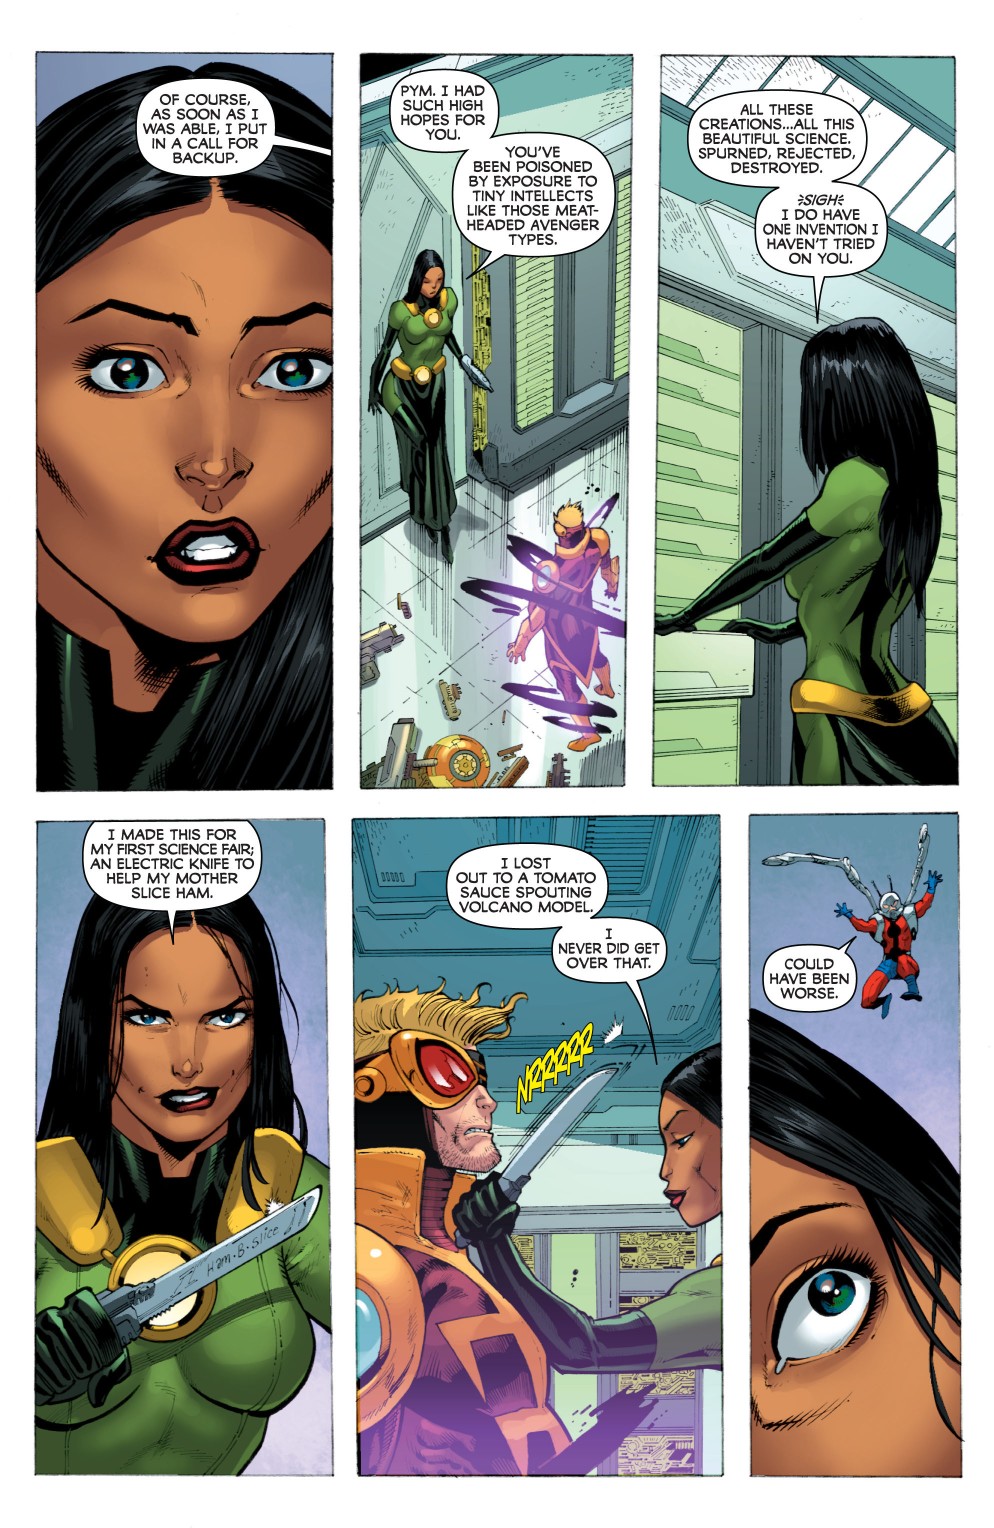 OF COURSE,
AS SOON AS I
WAS ABLE, I PUT
IN A CALL FOR
BACKUP.
PYM. I HAD
SUCH HIGH
HOPES FOR
YOU.
YOU'VE
BEEN POISONED
BY EXPOSURE TO
TINY INTELLECTS
LIKE THOSE MEAT-
HEADED AVENGER
TYPES.
ALL THESE
CREATIONS...ALL THIS
BEAUTIFUL SCIENCE.
SPURNED, REJECTED,
DESTROYED.
SIGH
I DO HAVE
ONE INVENTION I
HAVEN'T TRIED
ON YOU.
I MADE THIS FOR
MY FIRST SCIENCE FAIR;
AN ELECTRIC KNIFE TO
HELP MY MOTHER
SLICE HAM.
Ham·B·Slice
I LOST
OUT TO A TOMATO
SAUCE SPOUTING
VOLCANO MODEL.
I
NEVER DID GET
OVER THAT.
NRRRRR
COULD
HAVE BEEN
WORSE.